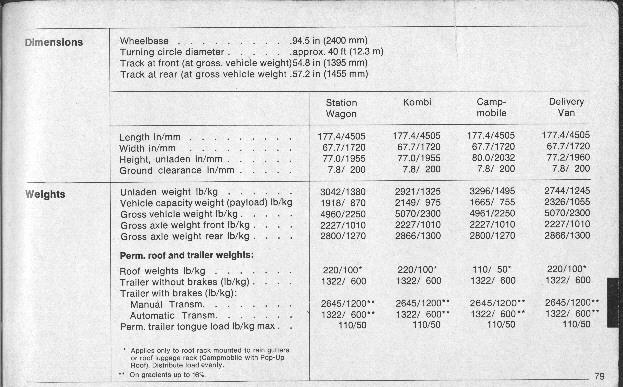 Dimensions
Wheelbase . . . . . . . . . . .94.5 in (2400 mm)
Turning circle diameter . . . . . .approx. 40 ft (12.3 m)
Track at front (at gross. vehicle weight)54.8 in (1395 mm)
Track at rear (at gross vehicle weight .57.2 in (1455 mm)
Station Wagon Kombi Camp-mobile Delivery Van
Length in/mm . . . . . . . . . 177.4/4505 177.4/4505 177.4/4505 177.4/4505
Width in/mm . . . . . . . . . 67.7/1720 67.7/1720 67.7/1720 67.7/1720
Height, unladen in/mm . . . . . . 77.0/1955 77.0/1955 80.0/2032 77.2/1960
Ground clearance in/mm . . . . . 7.8/ 200 7.8/ 200 7.8/ 200 7.8/ 200
Weights
Unladen weight lb/kg . . . . . . 3042/1380 2921/1325 3296/1495 2744/1245
Vehicle capacity weight (payload) lb/kg 1918/ 870 2149/ 975 1665/ 755 2326/1055
Gross vehicle weight lb/kg . . . . . 4960/2250 5070/2300 4961/2250 5070/2300
Gross axle weight front lb/kg . . . . 2227/1010 2227/1010 2227/1010 2227/1010
Gross axle weight rear lb/kg . . . . 2800/1270 2866/1300 2800/1270 2866/1300
Perm. roof and trailer weights:
Roof weights lb/kg . . . . . . . 220/100* 220/100* 110/ 50* 220/100*
Trailer without brakes (lb/kg) . . . . 1322/ 600 1322/ 600 1322/ 600 1322/ 600
Trailer with brakes (lb/kg):
Manual Transm. . . . . . . . 2645/1200** 2645/1200** 2645/1200** 2645/1200**
Automatic Transm. . . . . . . 1322/ 600** 1322/ 600** 1322/ 600** 1322/ 600**
Perm. trailer tongue load lb/kg max . . 110/50 110/50 110/50 110/50
* Applies only to roof rack mounted to rain gutters
or roof luggage rack (Campmobile with Pop-Up
Roof). Distribute load evenly.
** On gradients up to 16%.
79